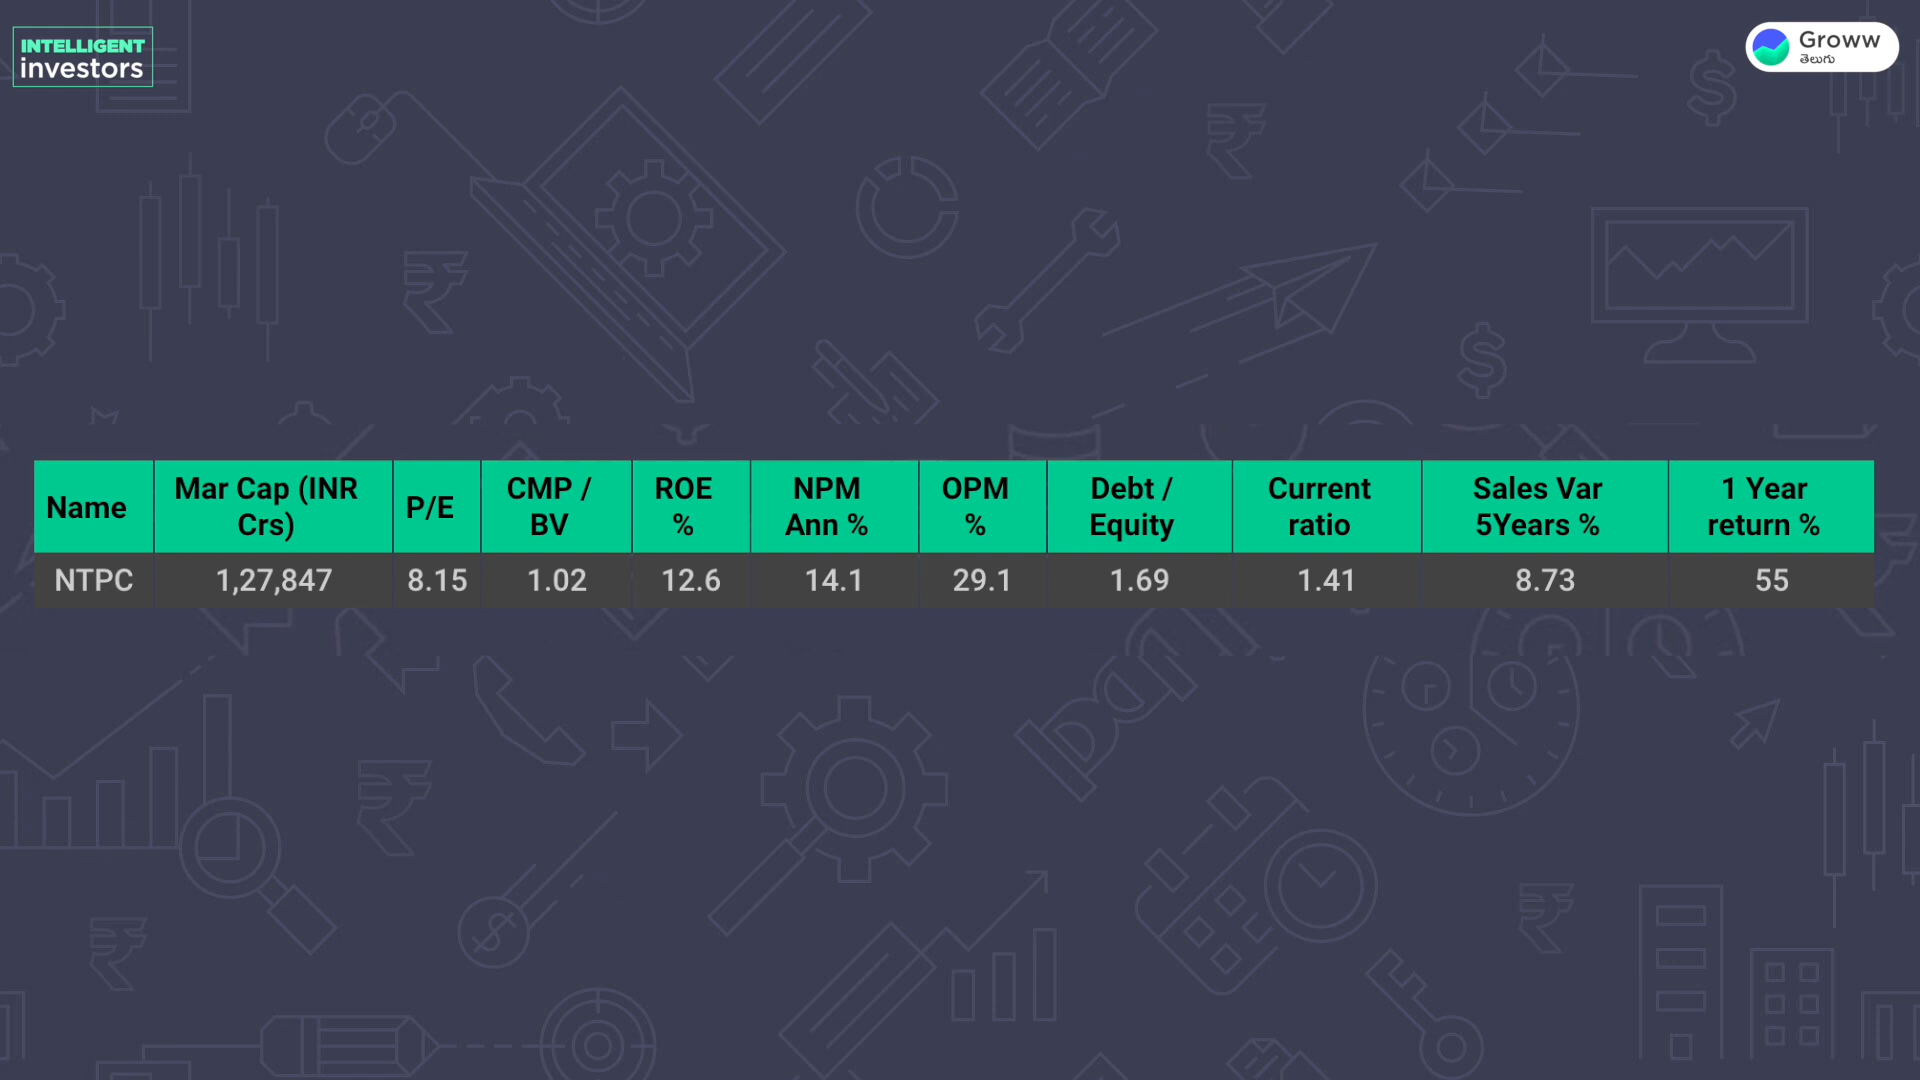 INTELLIGENT
investors
Groww
తెలుగు
Name Mar Cap (INR Crs) P/E CMP / BV ROE % NPM Ann % OPM % Debt / Equity Current ratio Sales Var 5Years % 1 Year return %
NTPC 1,27,847 8.15 1.02 12.6 14.1 29.1 1.69 1.41 8.73 55